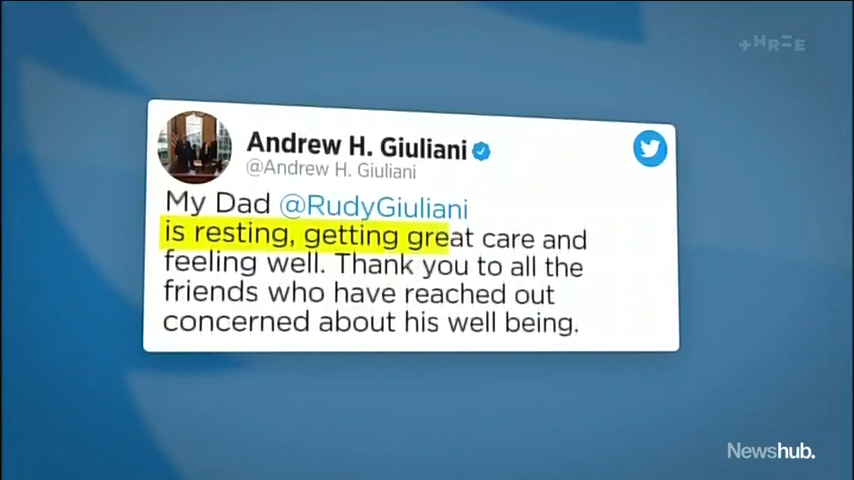 THREE
Andrew H. Giuliani
@Andrew H. Giuliani
My Dad @RudyGiuliani
is resting, getting great care and
feeling well. Thank you to all the
friends who have reached out
concerned about his well being.
Newshub.